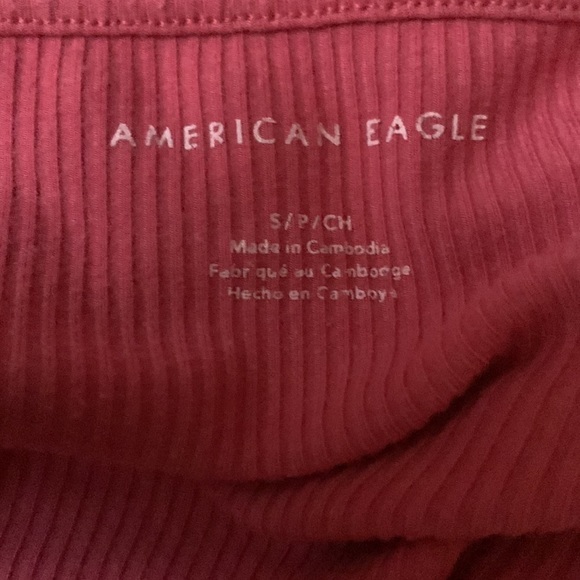 AMERICAN EAGLE
S/P/CH
Made in Cambodia
Fabriqué au Cambodge
Hecho en Camboya